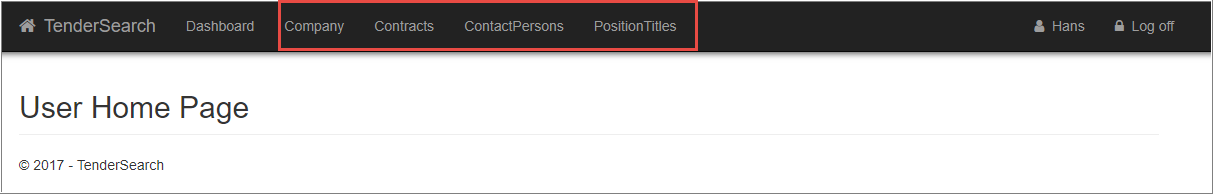 TenderSearch Dashboard Company Contracts ContactPersons PositionTitles Hans Log off
User Home Page
© 2017 - TenderSearch